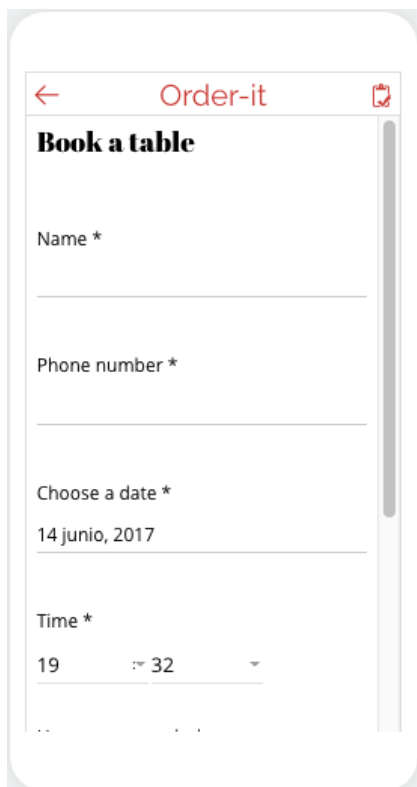 Order-it
Book a table
Name *
Phone number *
Choose a date *
14 junio, 2017
Time *
19 : 32